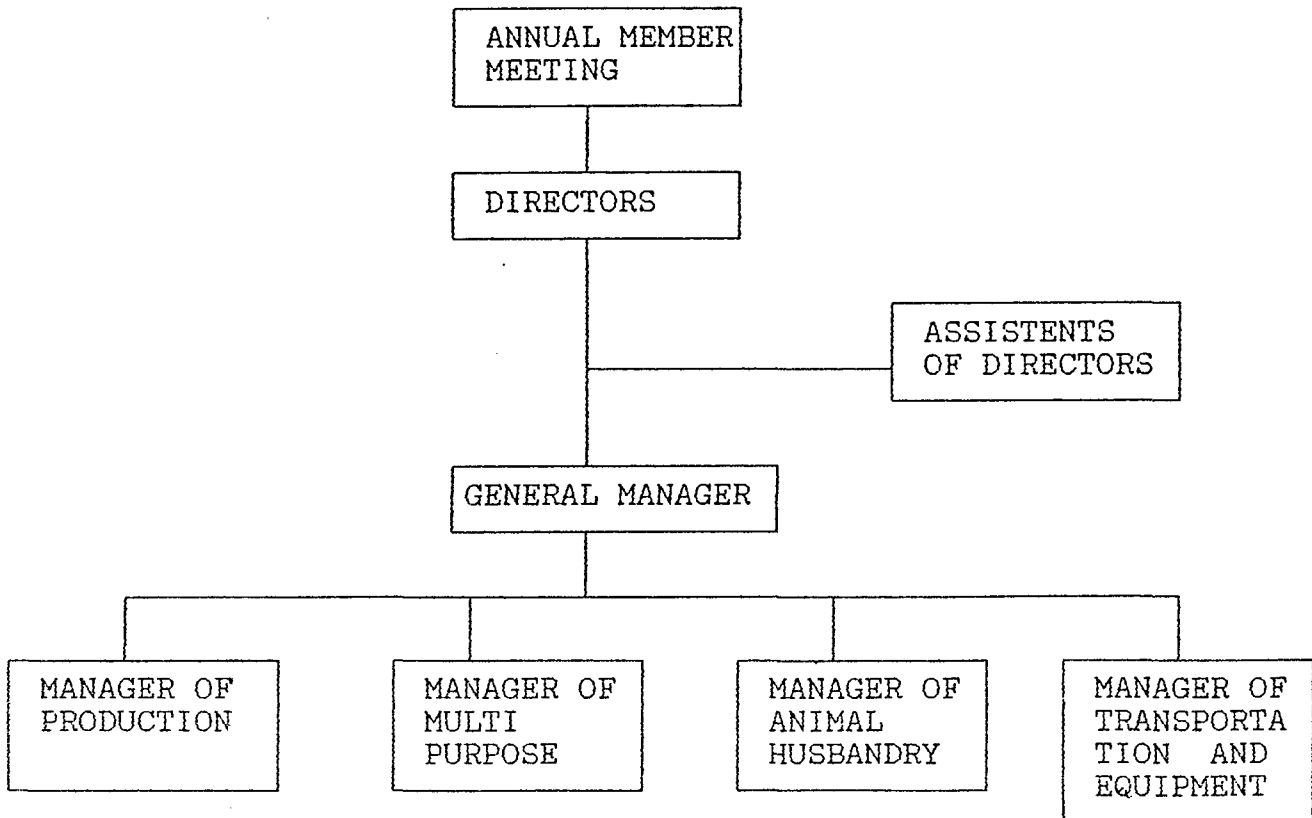 ANNUAL MEMBER
MEETING
DIRECTORS
ASSISTENTS
OF DIRECTORS
GENERAL MANAGER
MANAGER OF
PRODUCTION
MANAGER OF
MULTI
PURPOSE
MANAGER OF
ANIMAL
HUSBANDRY
MANAGER OF
TRANSPORTA
TION AND
EQUIPMENT